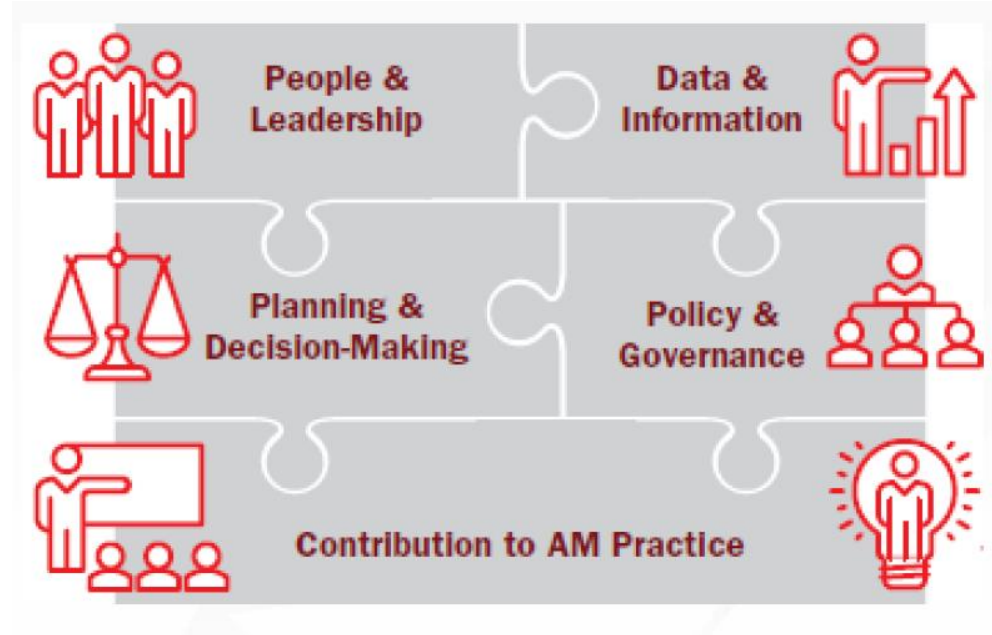 People &
Leadership
Data &
Information
Planning &
Decision-Making
Policy &
Governance
Contribution to AM Practice